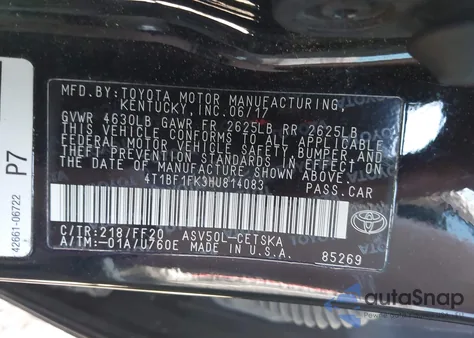 MFD.BY:TOYOTA MOTOR MANUFACTURING,
KENTUCKY, INC. 06/17
GVWR 4630LB GAWR FR 2625LB RR 2625LB
THIS VEHICLE CONFORMS TO ALL APPLICABLE
FEDERAL MOTOR VEHICLE SAFETY, BUMPER, AND
THEFT PREVENTION STANDARDS IN EFFECT ON
THE DATE OF MANUFACTURE SHOWN ABOVE.
4T1BF1FK3HU814083 PASS.CAR
C/TR:218/FF20 ASV50L-CETSKA
A/TM:-01A/U760E MADE IN U.S.A.
85269
TOYOTA
P7
42661-06722
autoSnap